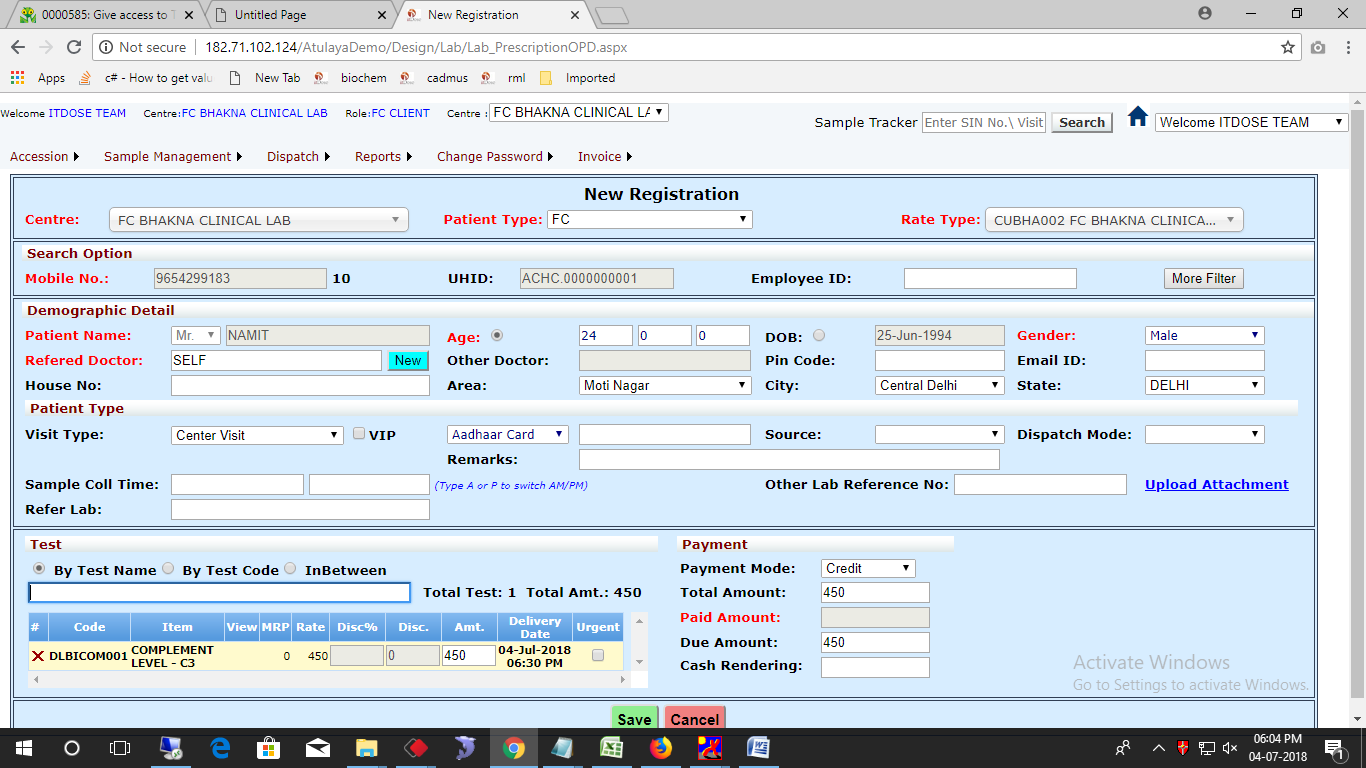 0000585: Give access to T
Untitled Page
New Registration
Not secure 182.71.102.124/AtulayaDemo/Design/Lab/Lab_PrescriptionOPD.aspx
Apps c# - How to get valu New Tab biochem cadmus rml Imported
Welcome ITDOSE TEAM Centre:FC BHAKNA CLINICAL LAB Role:FC CLIENT Centre : FC BHAKNA CLINICAL LA
Sample Tracker Enter SIN No.\ Visit Search Welcome ITDOSE TEAM
Accession Sample Management Dispatch Reports Change Password Invoice
New Registration
Centre: FC BHAKNA CLINICAL LAB Patient Type: FC Rate Type: CUBHA002 FC BHAKNA CLINICA...
Search Option
Mobile No.: 9654299183 10 UHID: ACHC.0000000001 Employee ID: More Filter
Demographic Detail
Patient Name: Mr. NAMIT Age: 24 0 0 DOB: 25-Jun-1994 Gender: Male
Refered Doctor: SELF New Other Doctor: Pin Code: Email ID:
House No: Area: Moti Nagar City: Central Delhi State: DELHI
Patient Type
Visit Type: Center Visit VIP Aadhaar Card Source: Dispatch Mode:
Remarks:
Sample Coll Time: (Type A or P to switch AM/PM) Other Lab Reference No: Upload Attachment
Refer Lab:
Test
By Test Name By Test Code InBetween
Total Test: 1 Total Amt.: 450
# Code Item View MRP Rate Disc% Disc. Amt. Delivery Date Urgent
DLBICOM001 COMPLEMENT LEVEL - C3 0 450 0 450 04-Jul-2018 06:30 PM
Payment
Payment Mode: Credit
Total Amount: 450
Paid Amount:
Due Amount: 450
Cash Rendering:
Activate Windows
Go to Settings to activate Windows.
Save Cancel
06:04 PM
04-07-2018
1